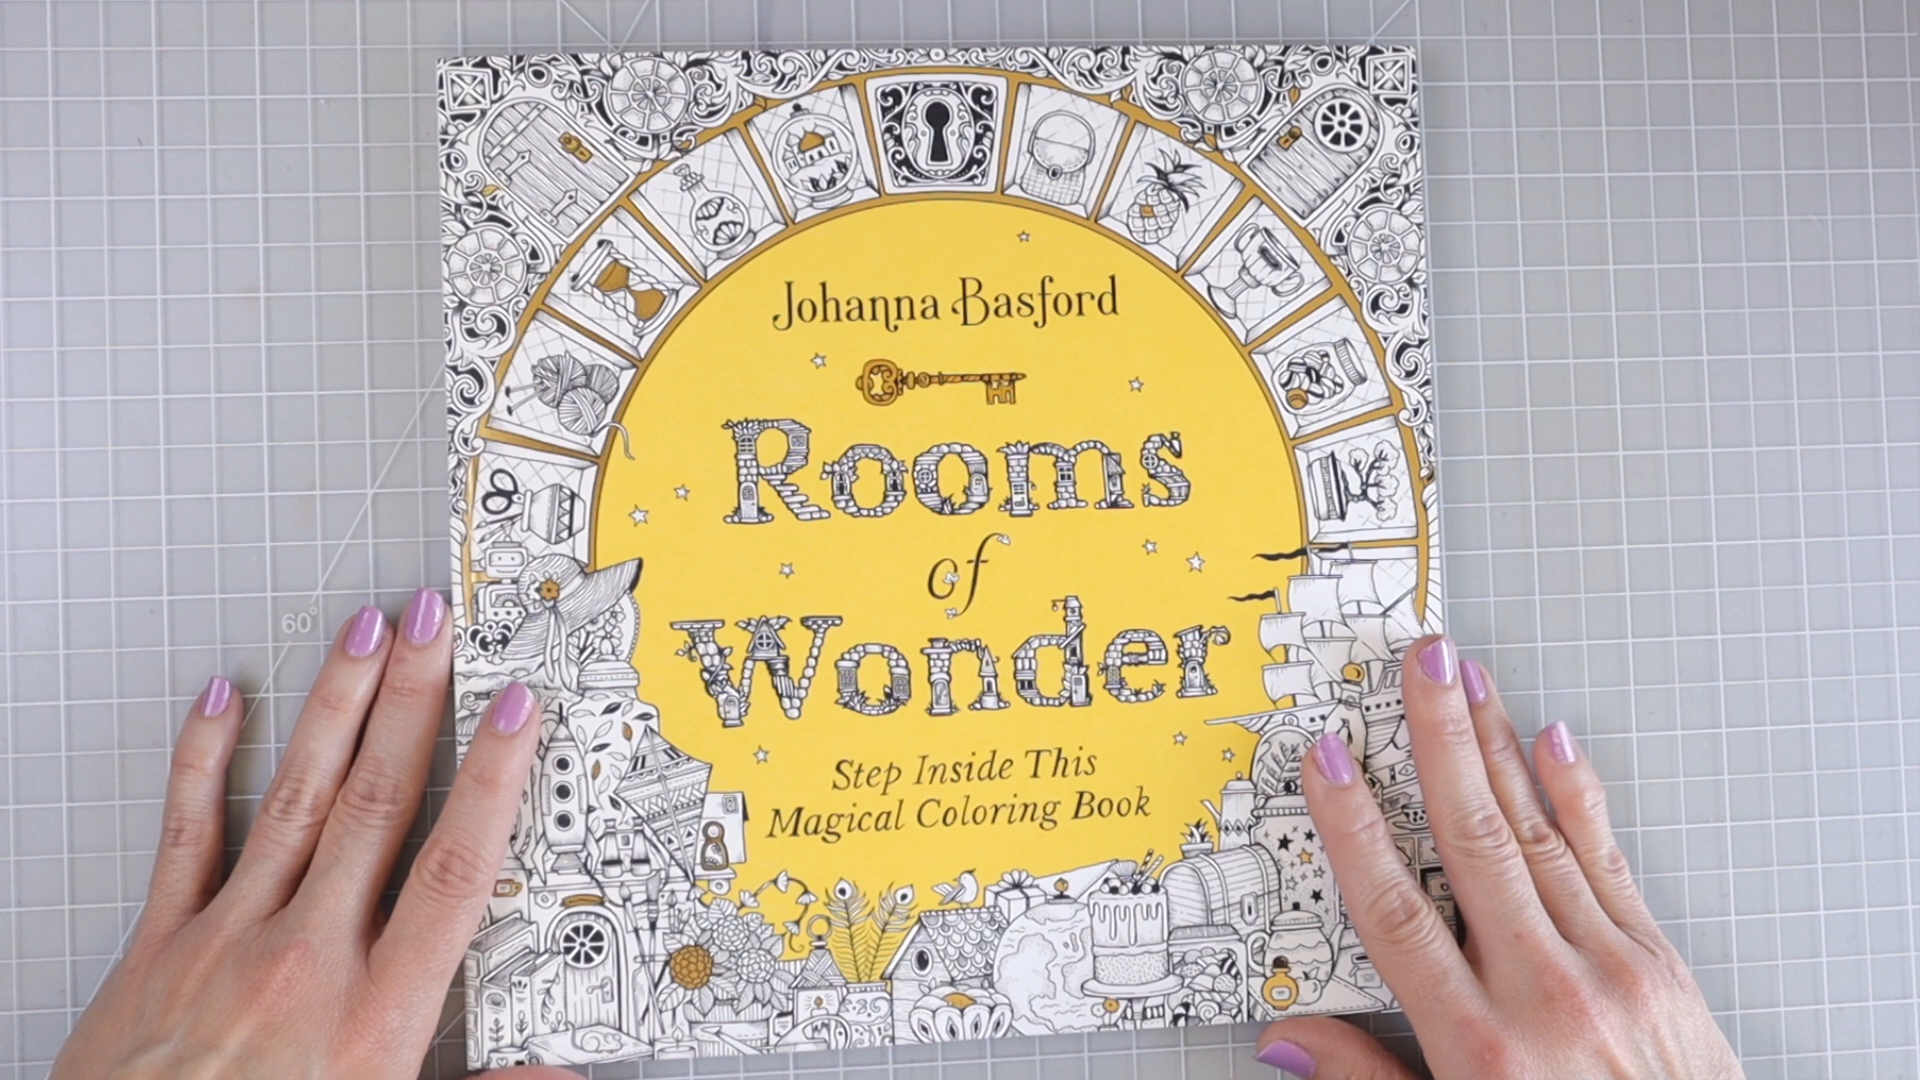 Johanna Basford
Rooms
of
Wonder
Step Inside This
Magical Coloring Book
60°